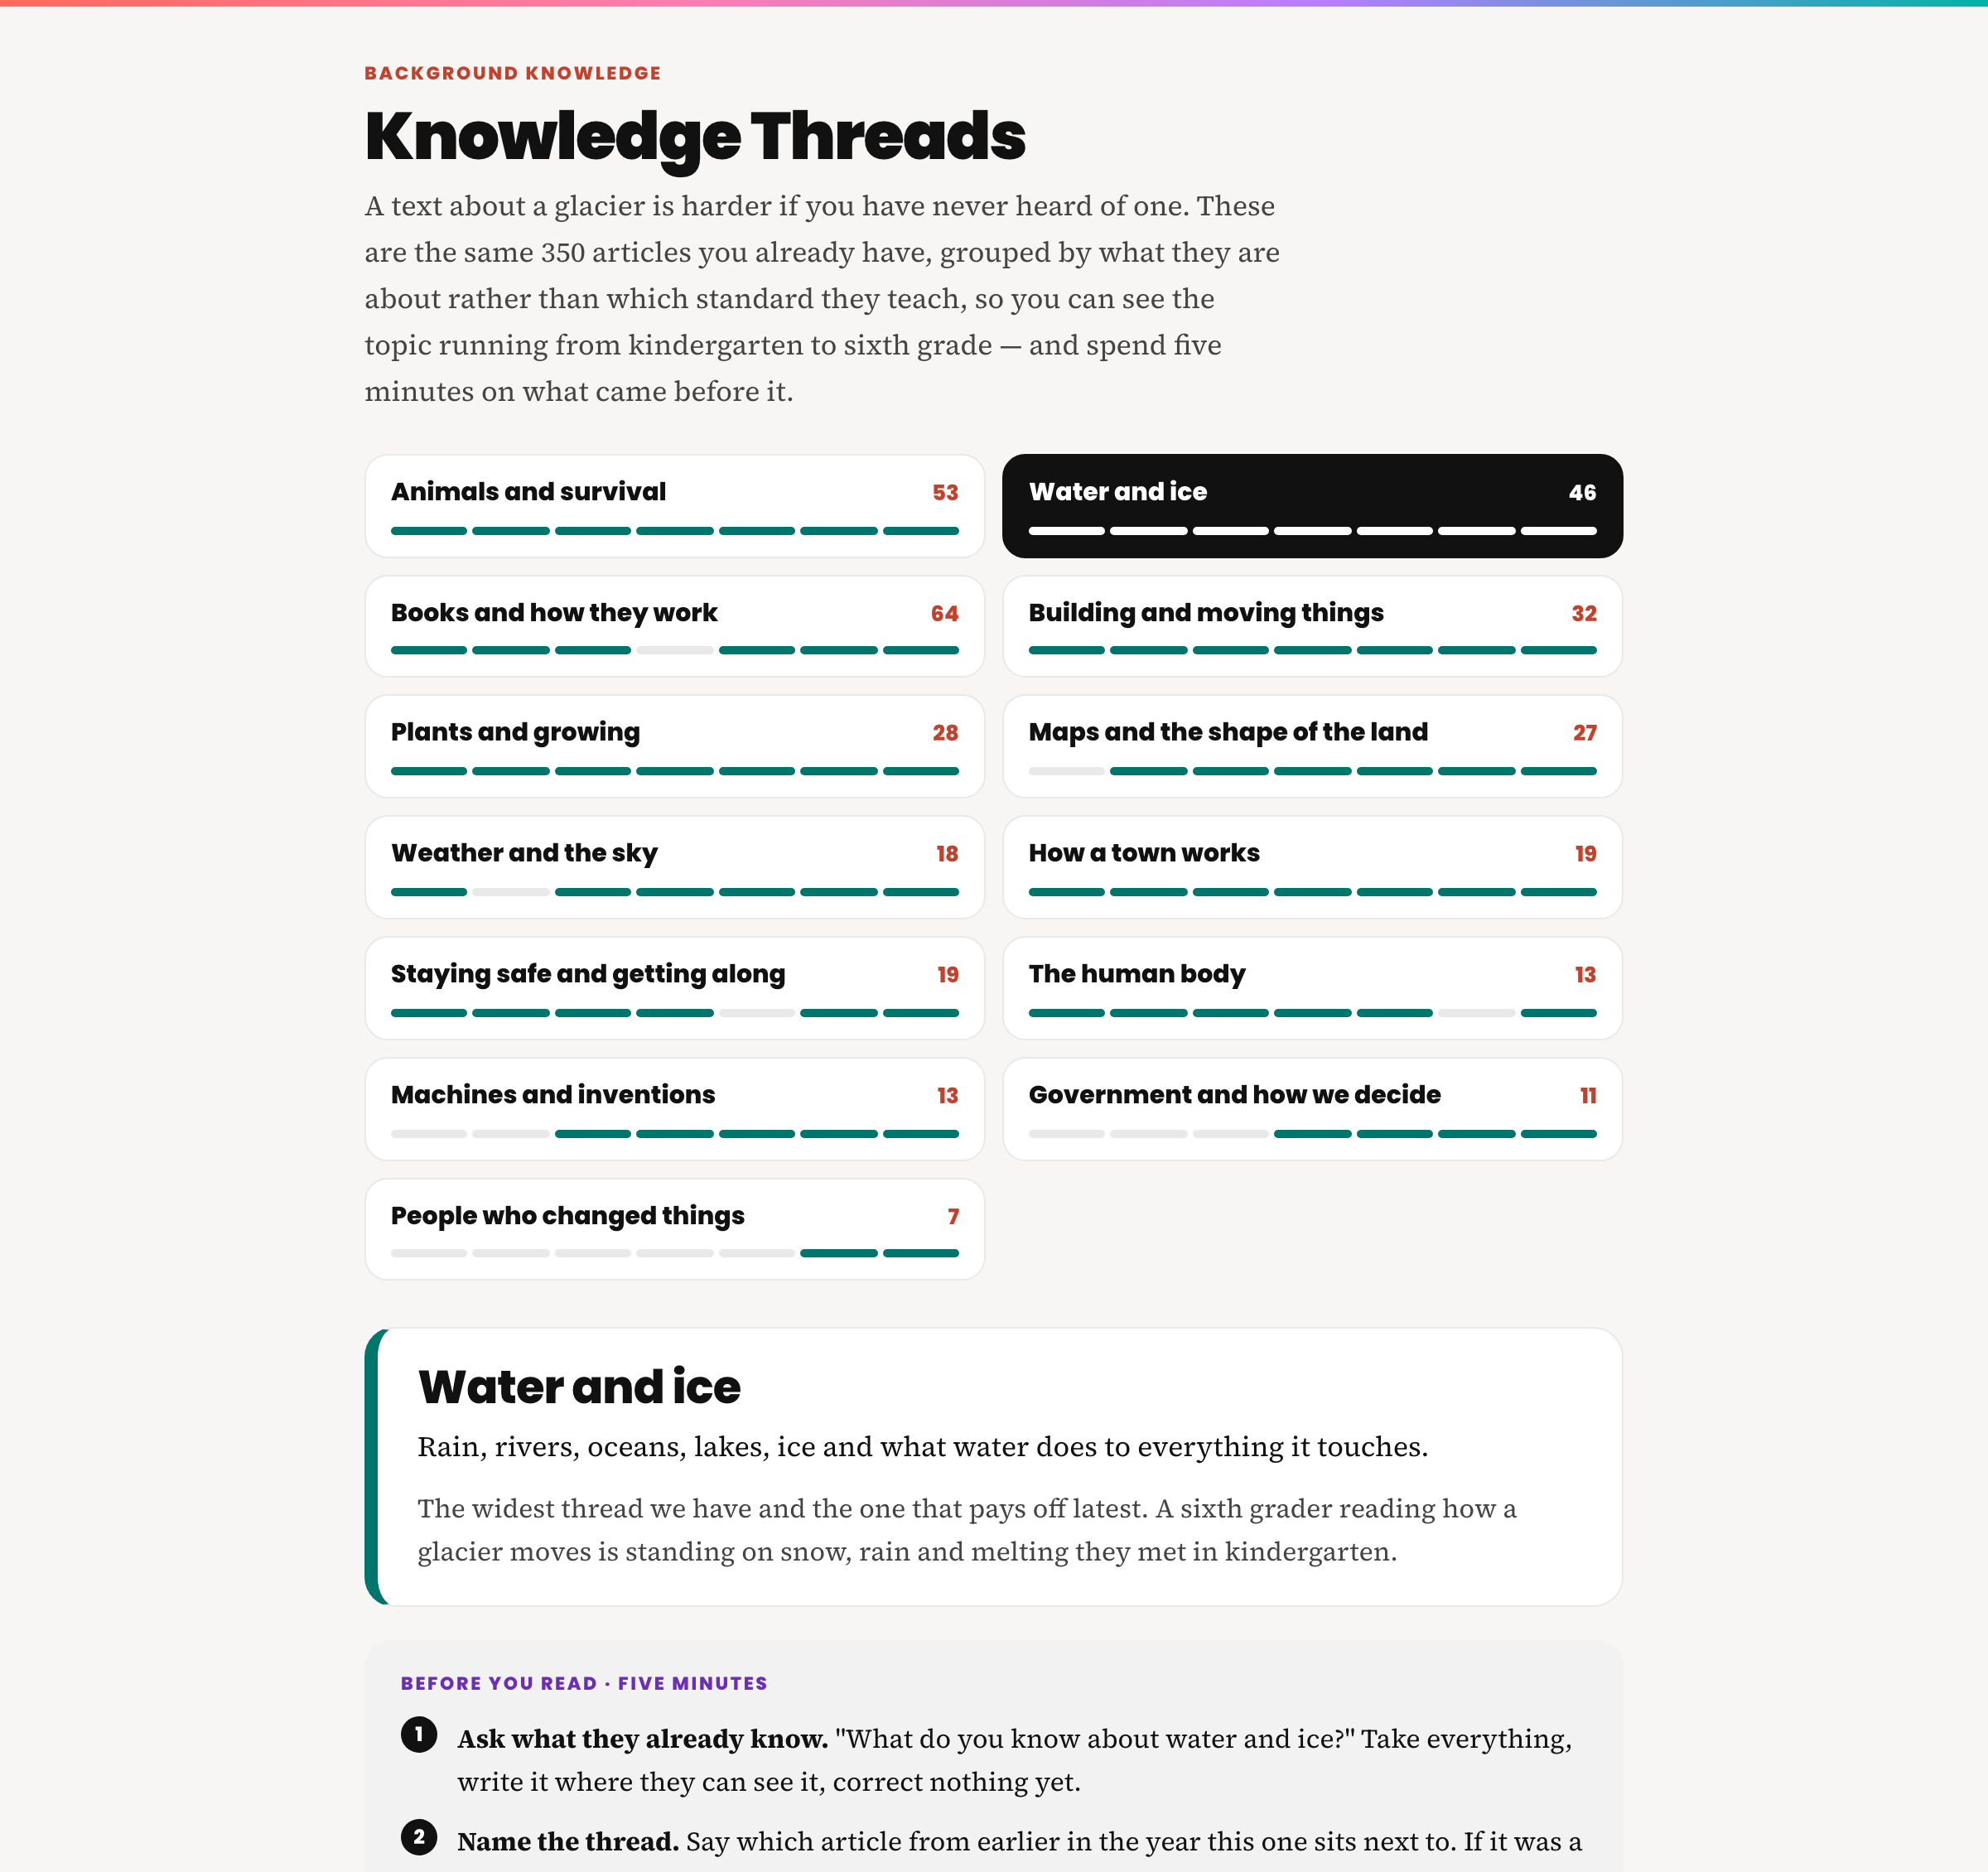 BACKGROUND KNOWLEDGE
Knowledge Threads
A text about a glacier is harder if you have never heard of one. These
are the same 350 articles you already have, grouped by what they are
about rather than which standard they teach, so you can see the
topic running from kindergarten to sixth grade — and spend five
minutes on what came before it.
Animals and survival 53
Water and ice 46
Books and how they work 64
Building and moving things 32
Plants and growing 28
Maps and the shape of the land 27
Weather and the sky 18
How a town works 19
Staying safe and getting along 19
The human body 13
Machines and inventions 13
Government and how we decide 11
People who changed things 7
Water and ice
Rain, rivers, oceans, lakes, ice and what water does to everything it touches.
The widest thread we have and the one that pays off latest. A sixth grader reading how a
glacier moves is standing on snow, rain and melting they met in kindergarten.
BEFORE YOU READ · FIVE MINUTES
1 Ask what they already know. "What do you know about water and ice?" Take everything,
write it where they can see it, correct nothing yet.
2 Name the thread. Say which article from earlier in the year this one sits next to. If it was a